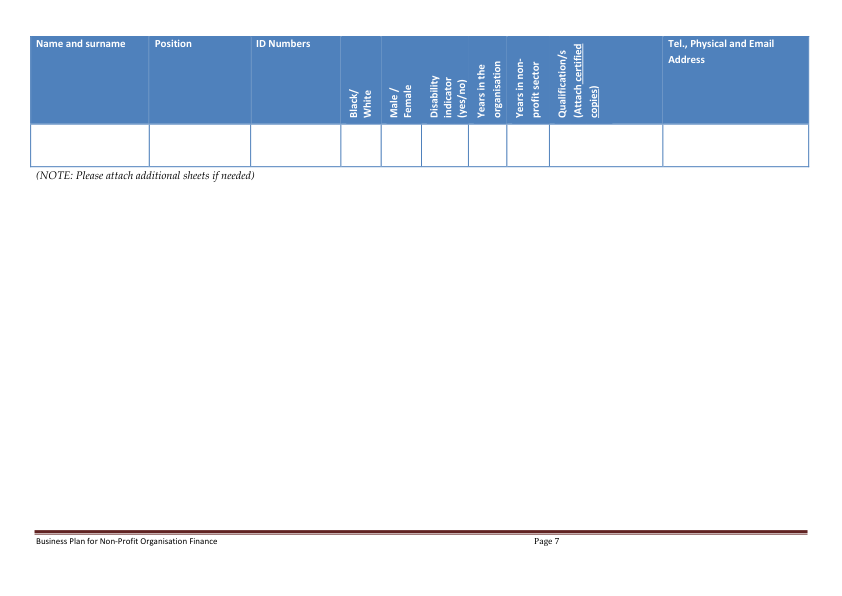 Name and surname
Position
ID Numbers
Black/
White
Male /
Female
Disability
indicator
(yes/no)
Years in the
organisation
Years in non-
profit sector
Qualification/s
(Attach certified
copies)
Tel., Physical and Email
Address
(NOTE: Please attach additional sheets if needed)
Business Plan for Non-Profit Organisation Finance
Page 7